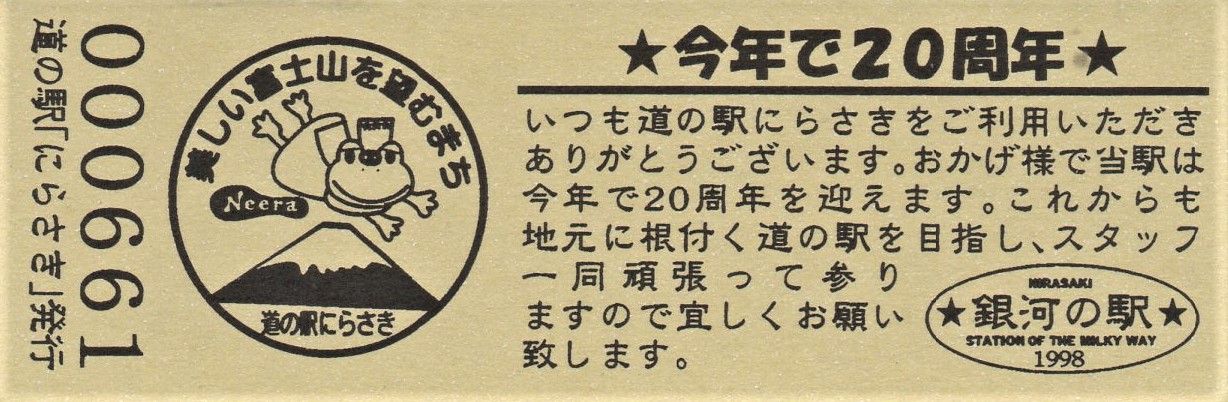 00661
道の駅「にらさき」発行
美しい富士山を望むまち
Neera
道の駅にらさき
★今年で20周年★
いつも道の駅にらさきをご利用いただき
ありがとうございます。おかげ様で当駅は
今年で20周年を迎えます。これからも
地元に根付く道の駅を目指し、スタッフ
一同頑張って参り
ますので宜しくお願い
致します。
NIRASAKI
★銀河の駅★
STATION OF THE MILKY WAY
1998